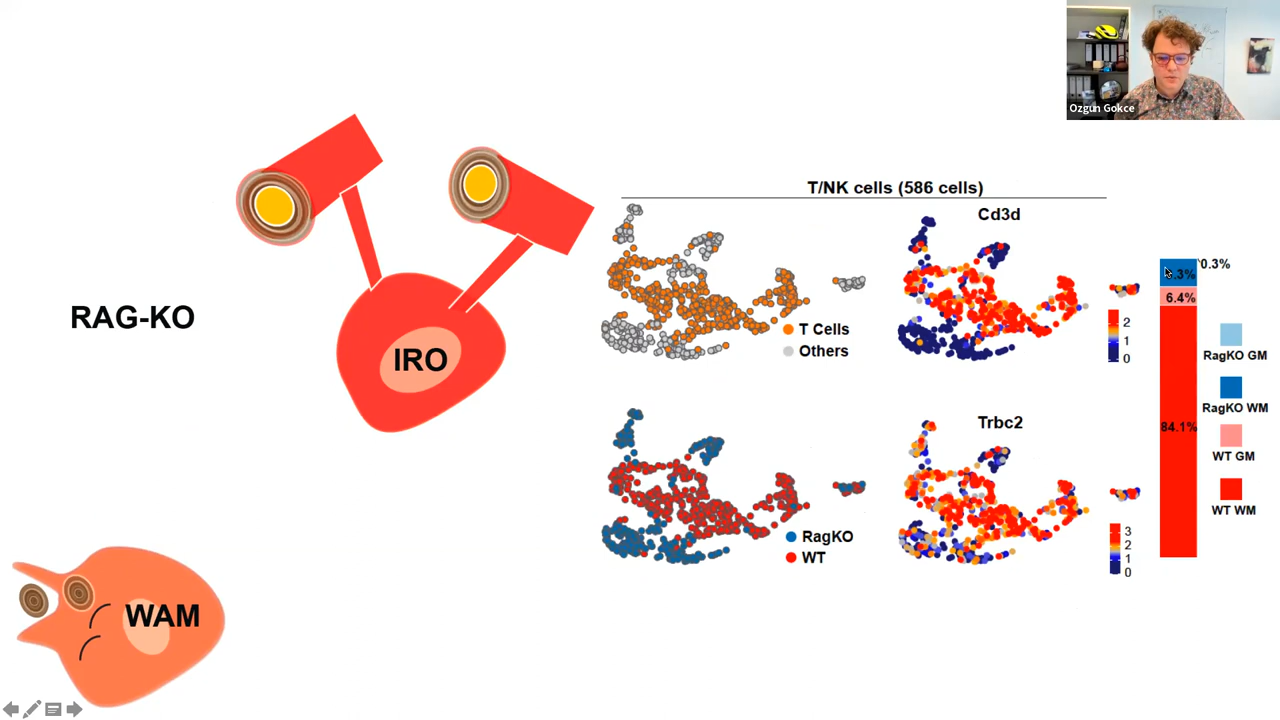 Ozgun Gokce
T/NK cells (586 cells)
Cd3d
RAG-KO
IRO
T Cells
Others
2
1
0
0.3%
.3%
6.4%
84.1%
RagKO GM
RagKO WM
WT GM
WT WM
Trbc2
RagKO
WT
3
2
1
0
WAM